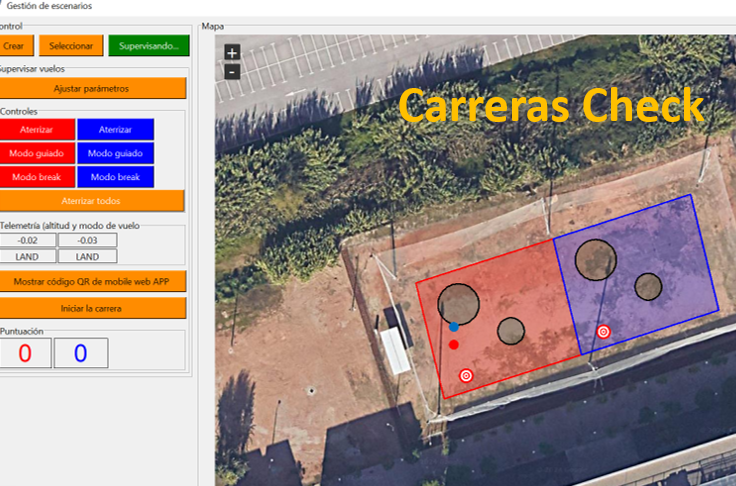 Gestión de escenarios
ontrol
Mapa
Crear
Seleccionar
Supervisando...
Supervisar vuelos
Ajustar parámetros
Controles
Aterrizar
Aterrizar
Modo guiado
Modo guiado
Modo break
Modo break
Aterrizar todos
Telemetría (altitud y modo de vuelo
-0.02
-0.03
LAND
LAND
Mostrar código QR de mobile web APP
Iniciar la carrera
Puntuación
0
0
+
-
Carreras Check